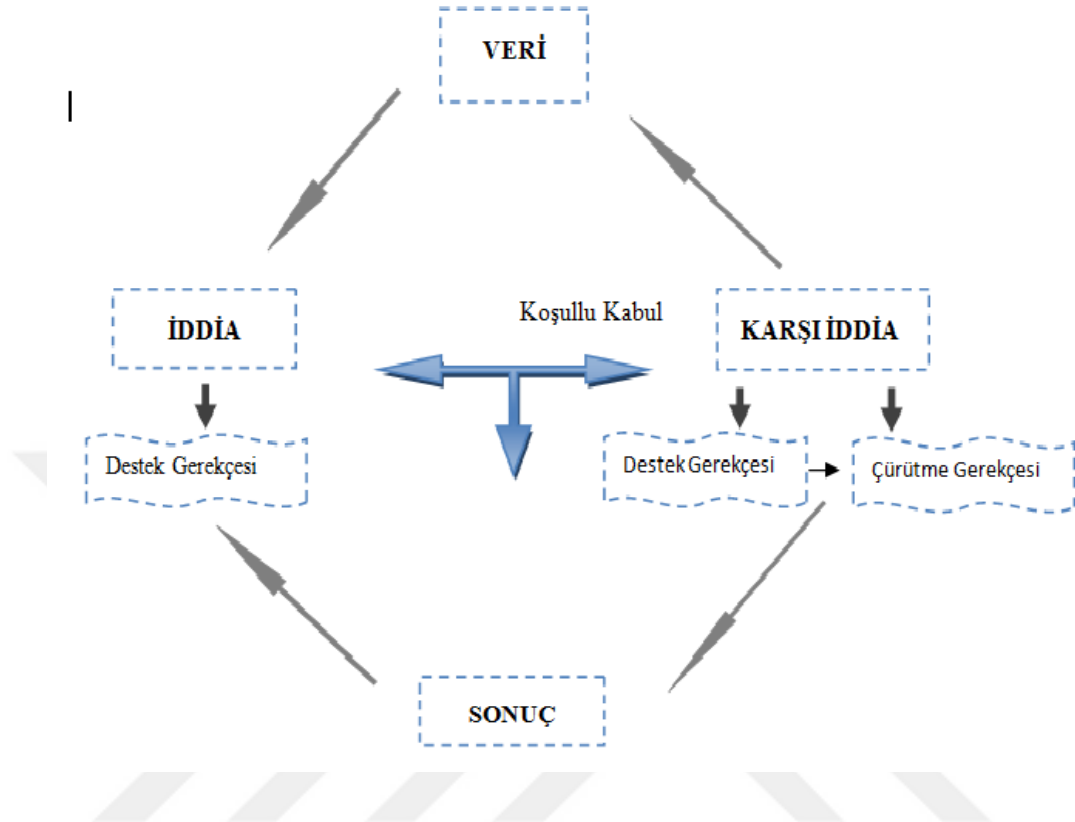 VERİ
Koşullu Kabul
İDDİA
KARŞI İDDİA
Destek Gerekçesi
Destek Gerekçesi
Çürütme Gerekçesi
SONUÇ